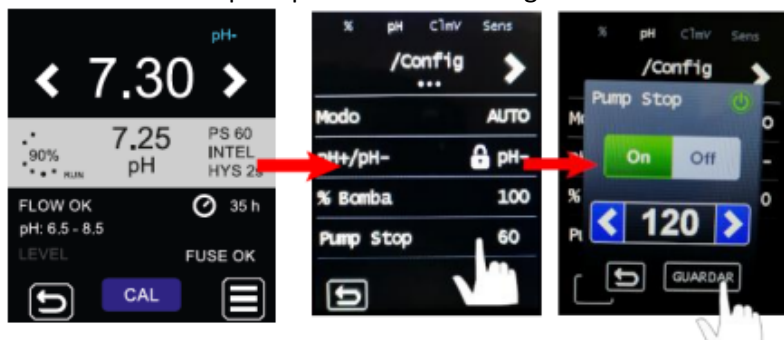 pH-
7.30
90%
RUN
7.25
pH
PS 60
INTEL
HYS 2s
FLOW OK
35 h
pH: 6.5 - 8.5
LEVEL
FUSE OK
CAL
% pH ClmV Sens
/Config
...
Modo AUTO
pH+/pH- pH-
% Bomba 100
Pump Stop 60
% pH ClmV Sens
/Config
Pump Stop
On Off
120
GUARDAR